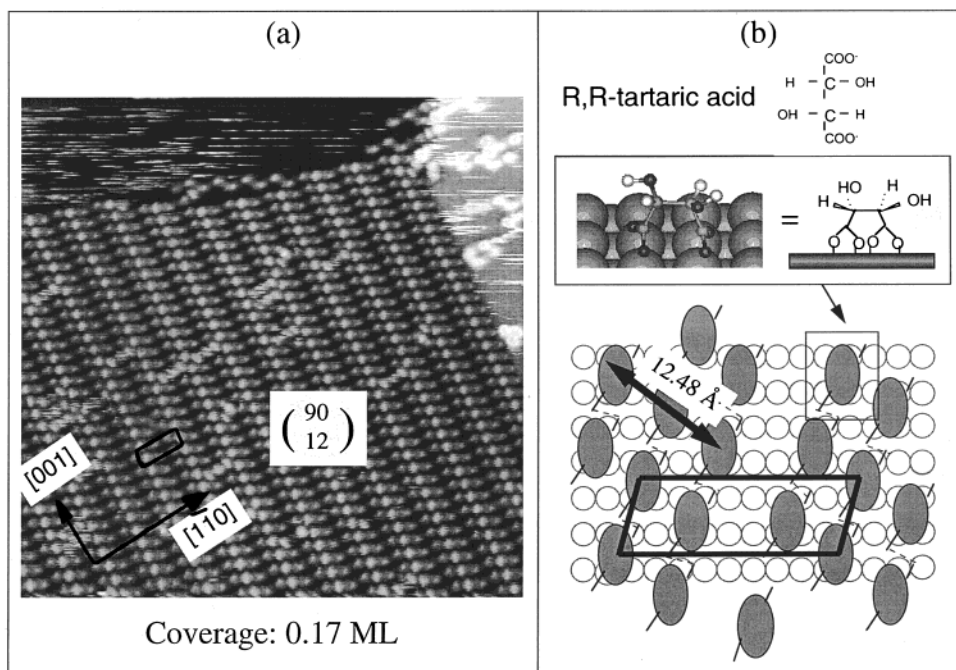 (a)
[001]
[110]
( 90
12 )
Coverage: 0.17 ML
(b)
R,R-tartaric acid
COO-
H C OH
OH C H
COO-
=
HO H
H OH
O O O O
12.48 Å